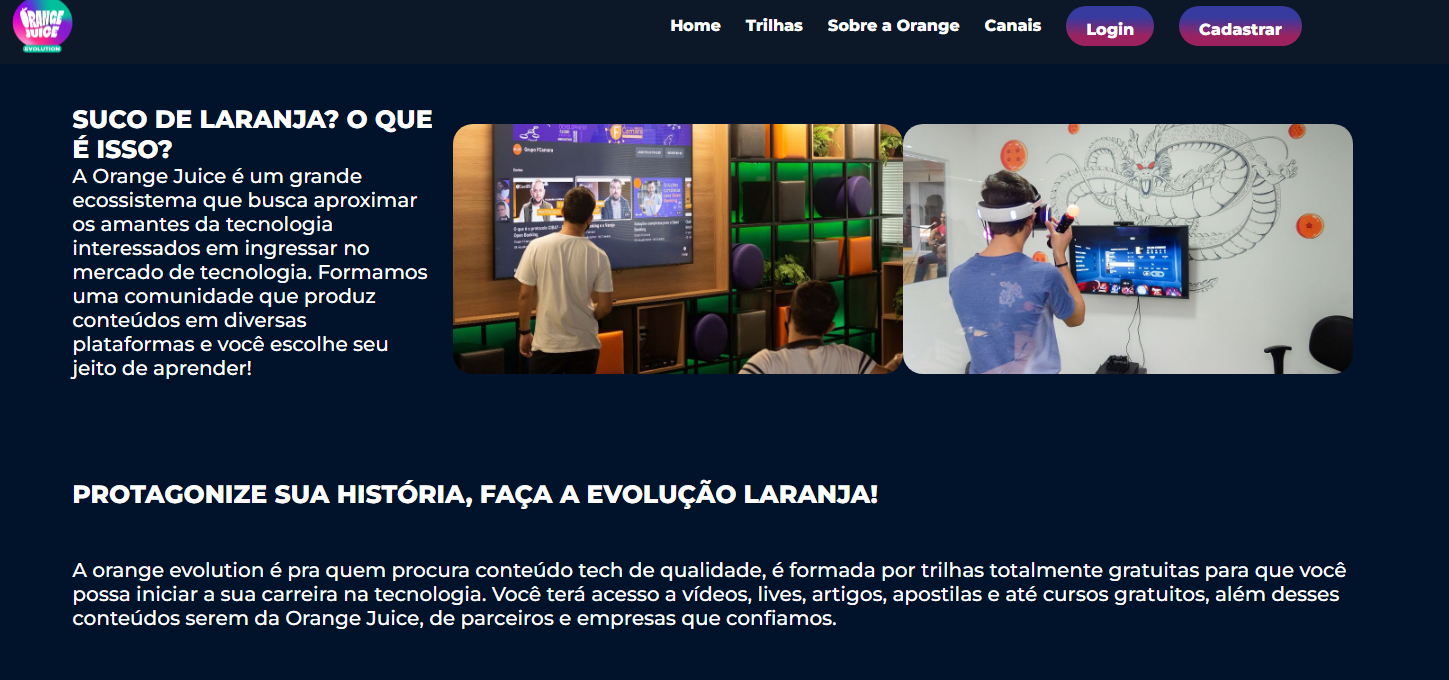 ORANGE
JUICE
EVOLUTION
Home Trilhas Sobre a Orange Canais Login Cadastrar
SUCO DE LARANJA? O QUE
É ISSO?
A Orange Juice é um grande
ecossistema que busca aproximar
os amantes da tecnologia
interessados em ingressar no
mercado de tecnologia. Formamos
uma comunidade que produz
conteúdos em diversas
plataformas e você escolhe seu
jeito de aprender!
Grupo FCamara
PROTAGONIZE SUA HISTÓRIA, FAÇA A EVOLUÇÃO LARANJA!
A orange evolution é pra quem procura conteúdo tech de qualidade, é formada por trilhas totalmente gratuitas para que você
possa iniciar a sua carreira na tecnologia. Você terá acesso a vídeos, lives, artigos, apostilas e até cursos gratuitos, além desses
conteúdos serem da Orange Juice, de parceiros e empresas que confiamos.